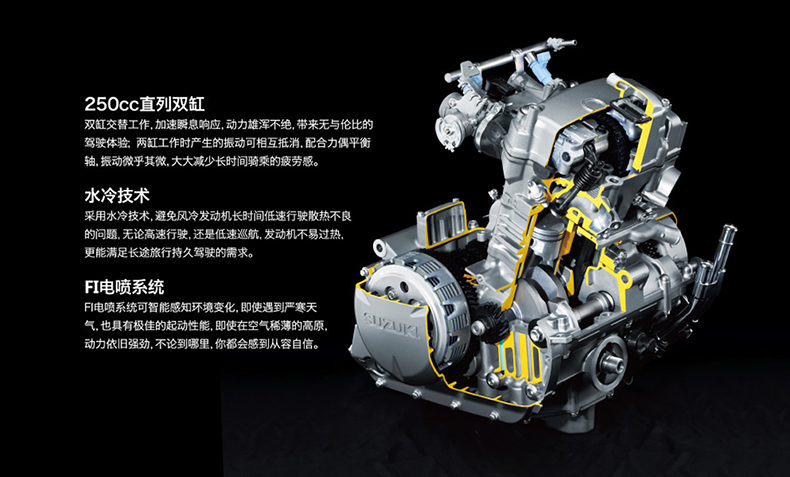 250cc直列双缸
双缸交替工作,加速瞬息响应,动力雄浑不绝,带来无与伦比的
驾驶体验; 两缸工作时产生的振动可相互抵消,配合力偶平衡
轴,振动微乎其微,大大减少长时间骑乘的疲劳感。
水冷技术
采用水冷技术,避免风冷发动机长时间低速行驶散热不良
的问题,无论高速行驶,还是低速巡航,发动机不易过热,
更能满足长途旅行持久驾驶的需求。
FI电喷系统
FI电喷系统可智能感知环境变化,即使遇到严寒天
气,也具有极佳的起动性能,即使在空气稀薄的高原,
动力依旧强劲,不论到哪里,你都会感到从容自信。
SUZUKI